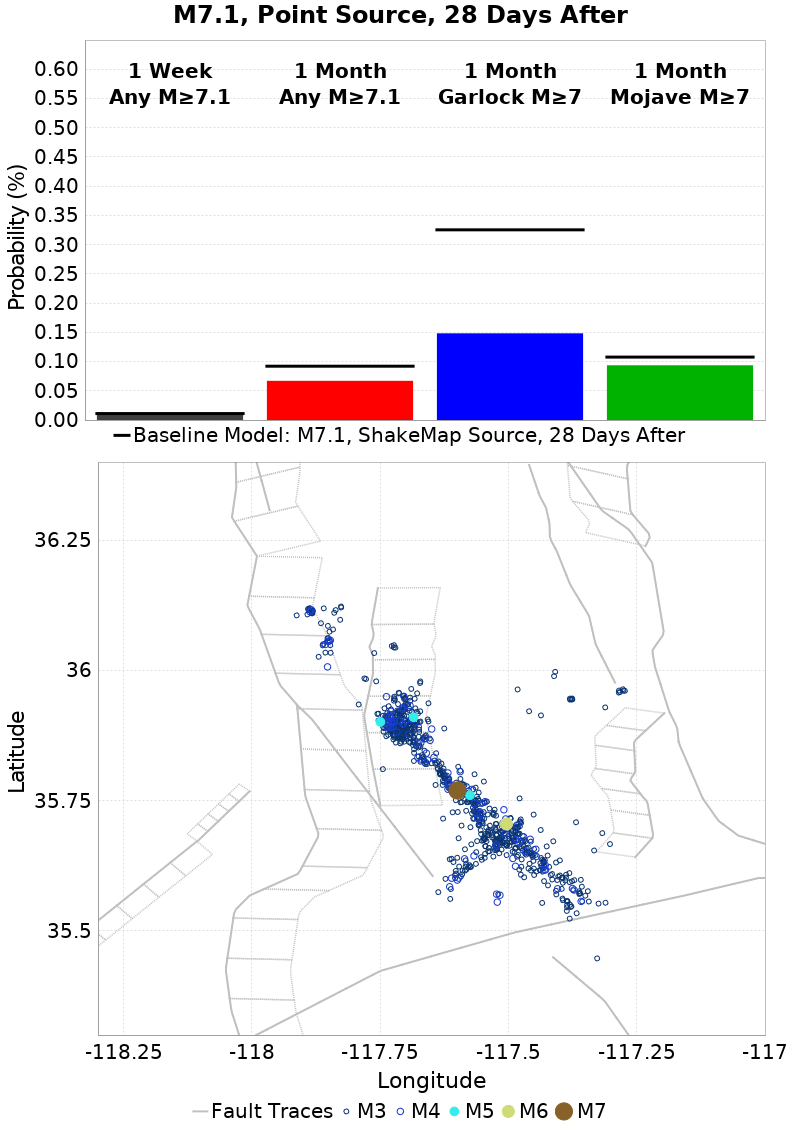 M7.1, Point Source, 28 Days After
1 Week
Any M≥7.1
1 Month
Any M≥7.1
1 Month
Garlock M≥7
1 Month
Mojave M≥7
Probability (%)
0.60
0.55
0.50
0.45
0.40
0.35
0.30
0.25
0.20
0.15
0.10
0.05
0.00
Baseline Model: M7.1, ShakeMap Source, 28 Days After
Latitude
36.25
36
35.75
35.5
-118.25 -118 -117.75 -117.5 -117.25 -117
Longitude
Fault Traces M3 M4 M5 M6 M7